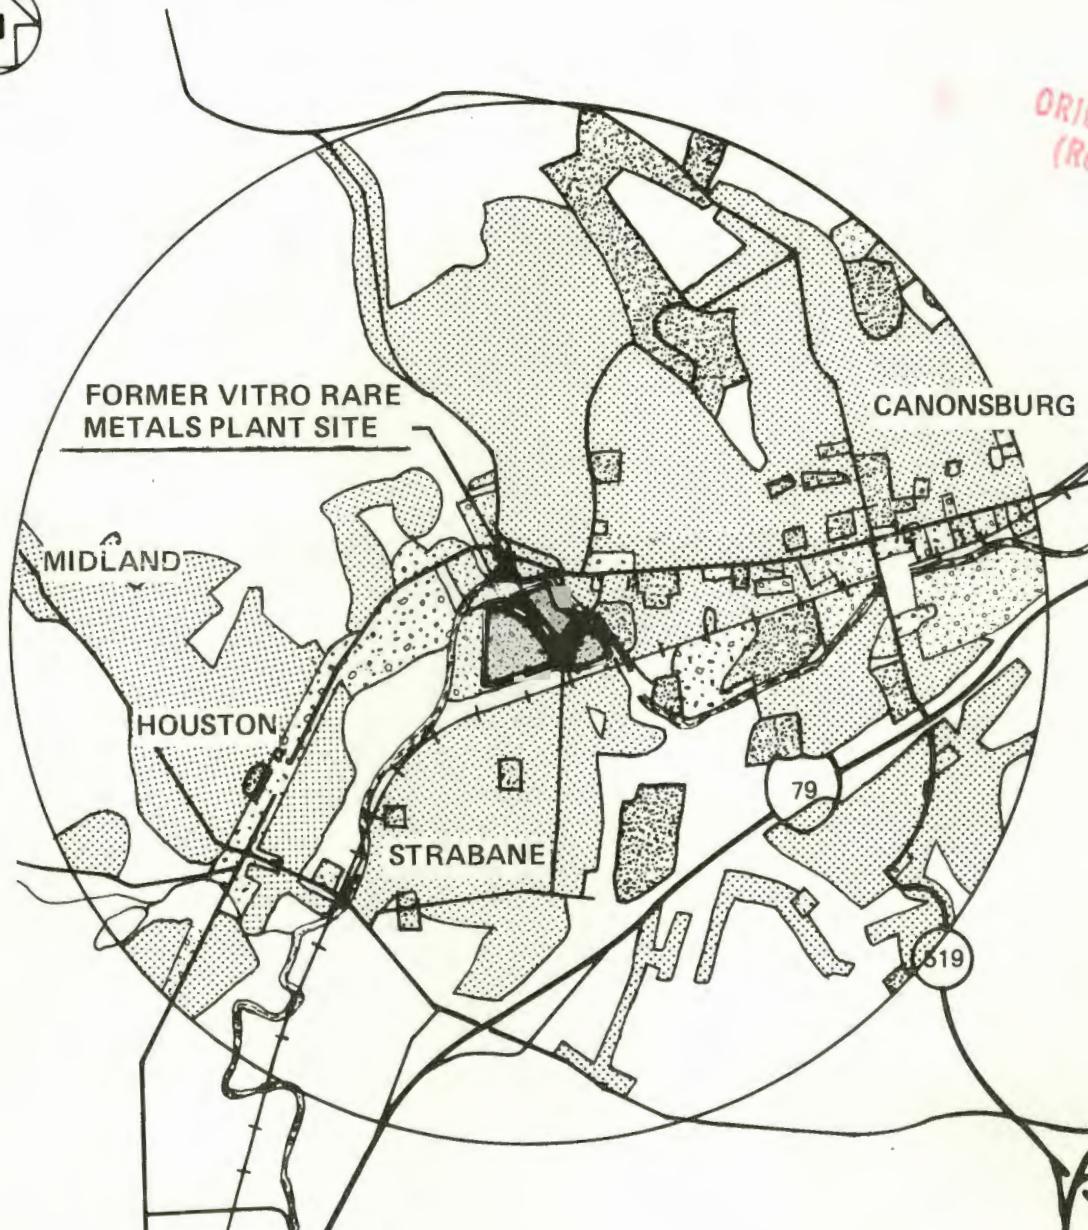 FORMER VITRO RARE
METALS PLANT SITE
CANONSBURG
MIDLAND
HOUSTON
79
STRABANE
519